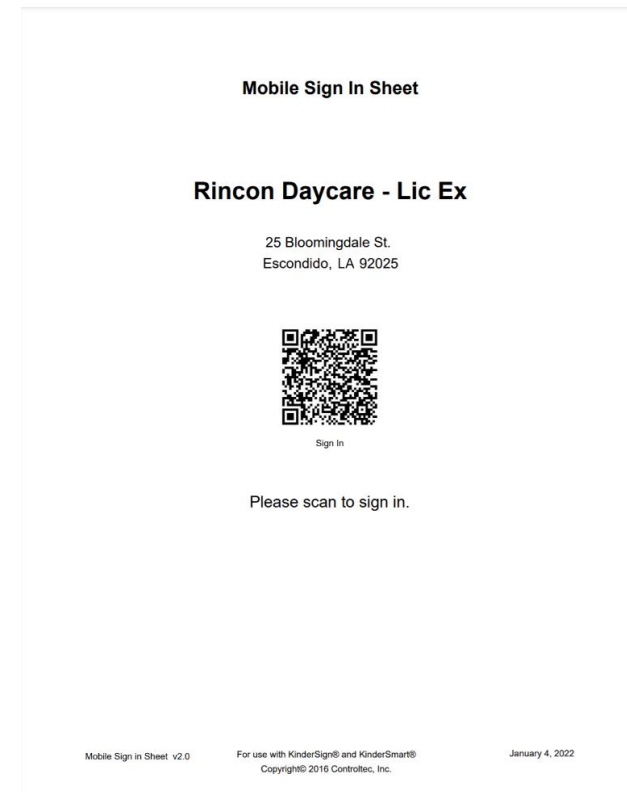 Mobile Sign In Sheet
Rincon Daycare - Lic Ex
25 Bloomingdale St.
Escondido, LA 92025
Sign In
Please scan to sign in.
Mobile Sign in Sheet v2.0
For use with KinderSign® and KinderSmart®
Copyright© 2016 Controltec, Inc.
January 4, 2022